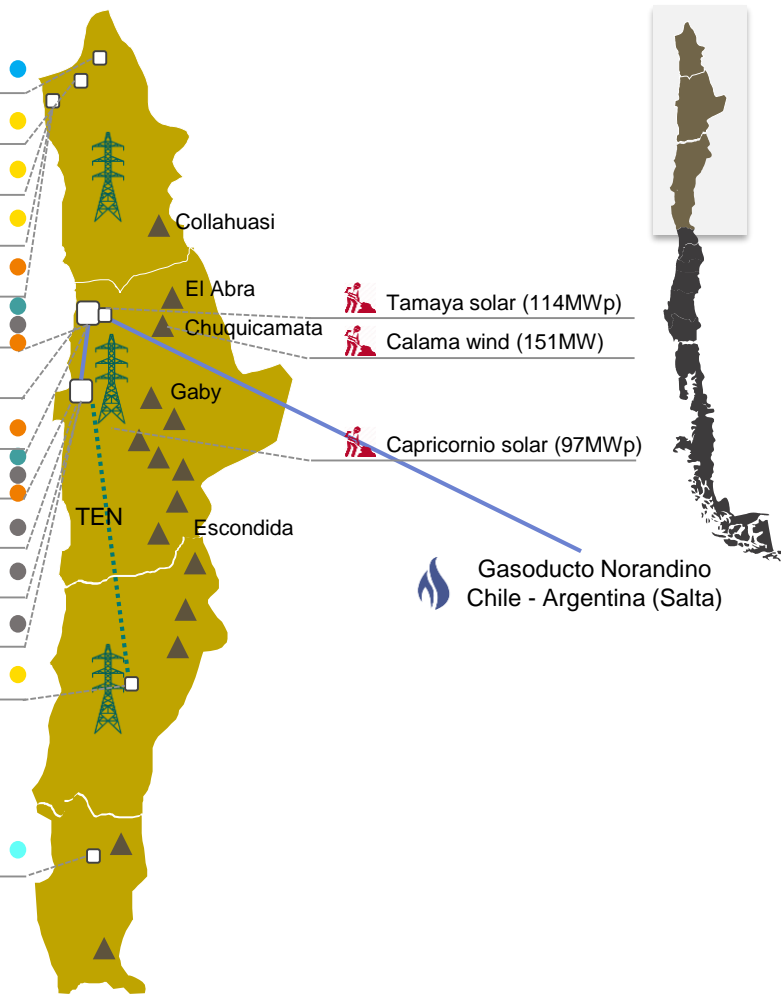 Collahuasi
El Abra
Tamaya solar (114MWp)
Chuquicamata
Calama wind (151MW)
Gaby
Capricornio solar (97MWp)
TEN
Escondida
Gasoducto Norandino
Chile - Argentina (Salta)